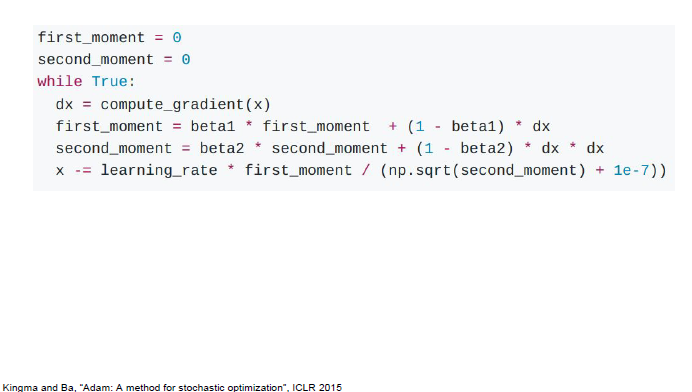 first_moment = 0
second_moment = 0
while True:
  dx = compute_gradient(x)
  first_moment = beta1 * first_moment  + (1 - beta1) * dx
  second_moment = beta2 * second_moment + (1 - beta2) * dx * dx
  x -= learning_rate * first_moment / (np.sqrt(second_moment) + 1e-7))
Kingma and Ba, "Adam: A method for stochastic optimization", ICLR 2015